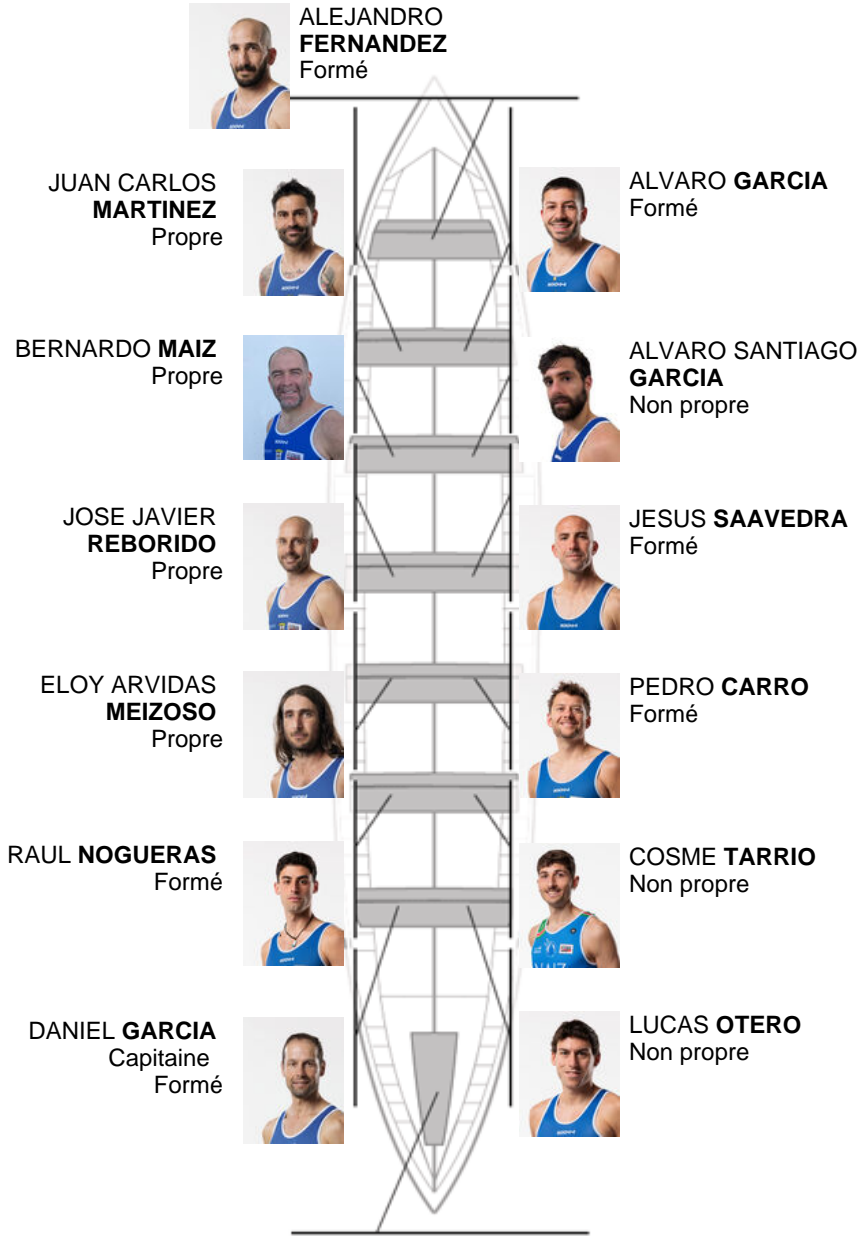 ALEJANDRO
FERNANDEZ
Formé
JUAN CARLOS
MARTINEZ
Propre
ALVARO GARCIA
Formé
BERNARDO MAIZ
Propre
ALVARO SANTIAGO
GARCIA
Non propre
JOSE JAVIER
REBORIDO
Propre
JESUS SAAVEDRA
Formé
ELOY ARVIDAS
MEIZOSO
Propre
PEDRO CARRO
Formé
RAUL NOGUERAS
Formé
COSME TARRIO
Non propre
DANIEL GARCIA
Capitaine
Formé
LUCAS OTERO
Non propre